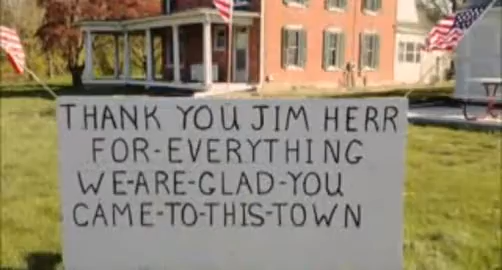 THANK YOU JIM HERR
FOR-EVERYTHING
WE-ARE-GLAD-YOU
CAME-TO-THIS-TOWN